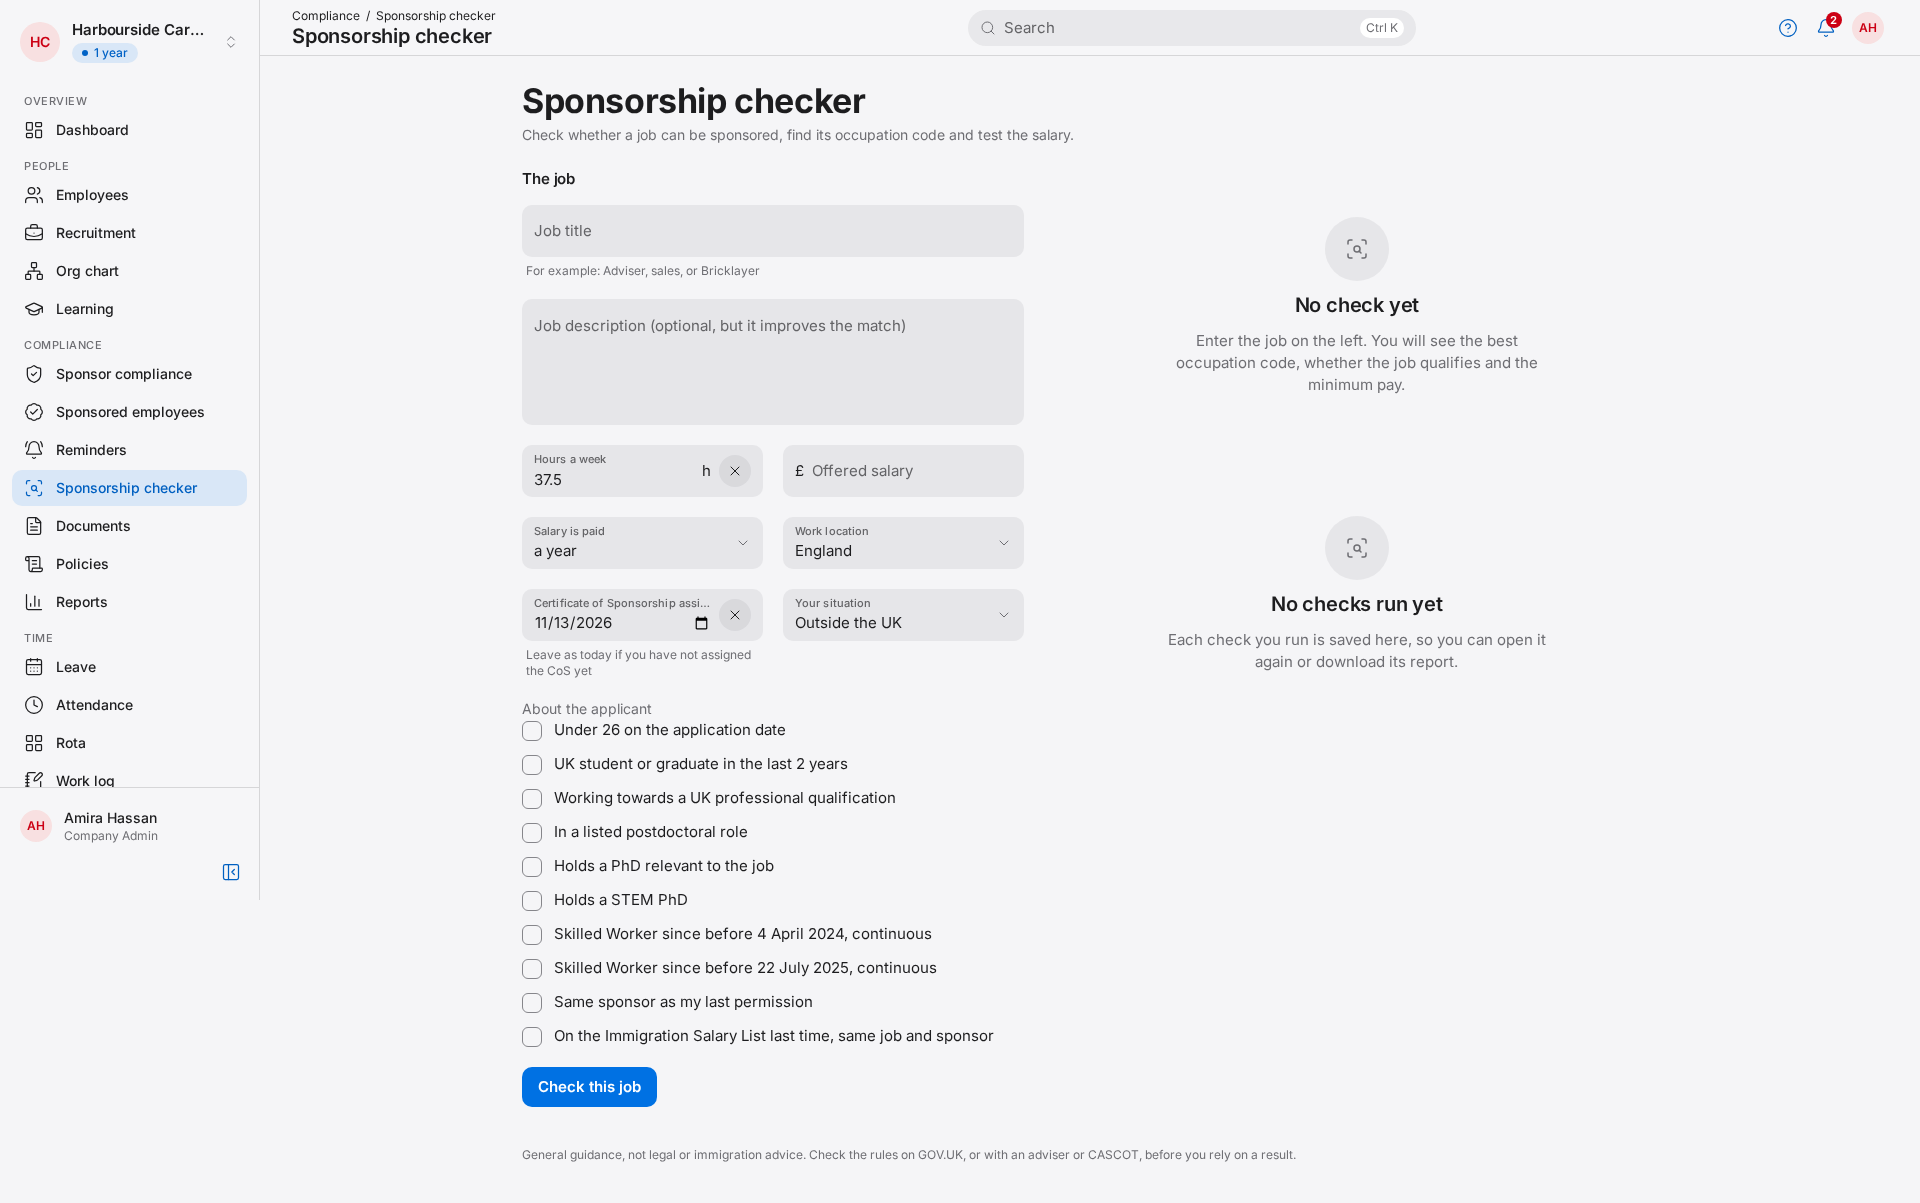 HC
Harbourside Car...
1 year
OVERVIEW
Dashboard
PEOPLE
Employees
Recruitment
Org chart
Learning
COMPLIANCE
Sponsor compliance
Sponsored employees
Reminders
Sponsorship checker
Documents
Policies
Reports
TIME
Leave
Attendance
Rota
Work log
AH
Amira Hassan
Company Admin
Compliance / Sponsorship checker
Sponsorship checker
Search
Ctrl K
2
AH
Sponsorship checker
Check whether a job can be sponsored, find its occupation code and test the salary.
The job
Job title
For example: Adviser, sales, or Bricklayer
Job description (optional, but it improves the match)
Hours a week
37.5
h
£ Offered salary
Salary is paid
a year
Work location
England
Certificate of Sponsorship assi...
11/13/2026
Leave as today if you have not assigned
the CoS yet
Your situation
Outside the UK
About the applicant
Under 26 on the application date
UK student or graduate in the last 2 years
Working towards a UK professional qualification
In a listed postdoctoral role
Holds a PhD relevant to the job
Holds a STEM PhD
Skilled Worker since before 4 April 2024, continuous
Skilled Worker since before 22 July 2025, continuous
Same sponsor as my last permission
On the Immigration Salary List last time, same job and sponsor
Check this job
No check yet
Enter the job on the left. You will see the best
occupation code, whether the job qualifies and the
minimum pay.
No checks run yet
Each check you run is saved here, so you can open it
again or download its report.
General guidance, not legal or immigration advice. Check the rules on GOV.UK, or with an adviser or CASCOT, before you rely on a result.